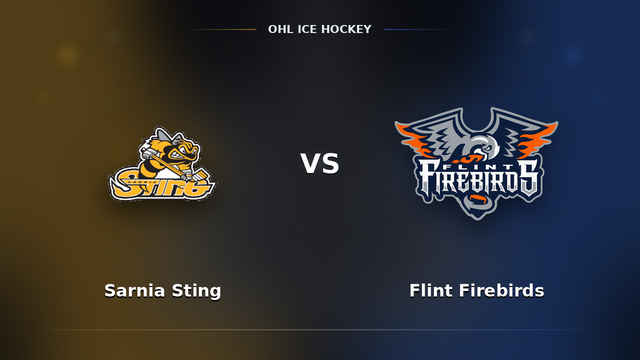 OHL ICE HOCKEY
VS
STING
FLINT
FIREBIRDS
Sarnia Sting
Flint Firebirds